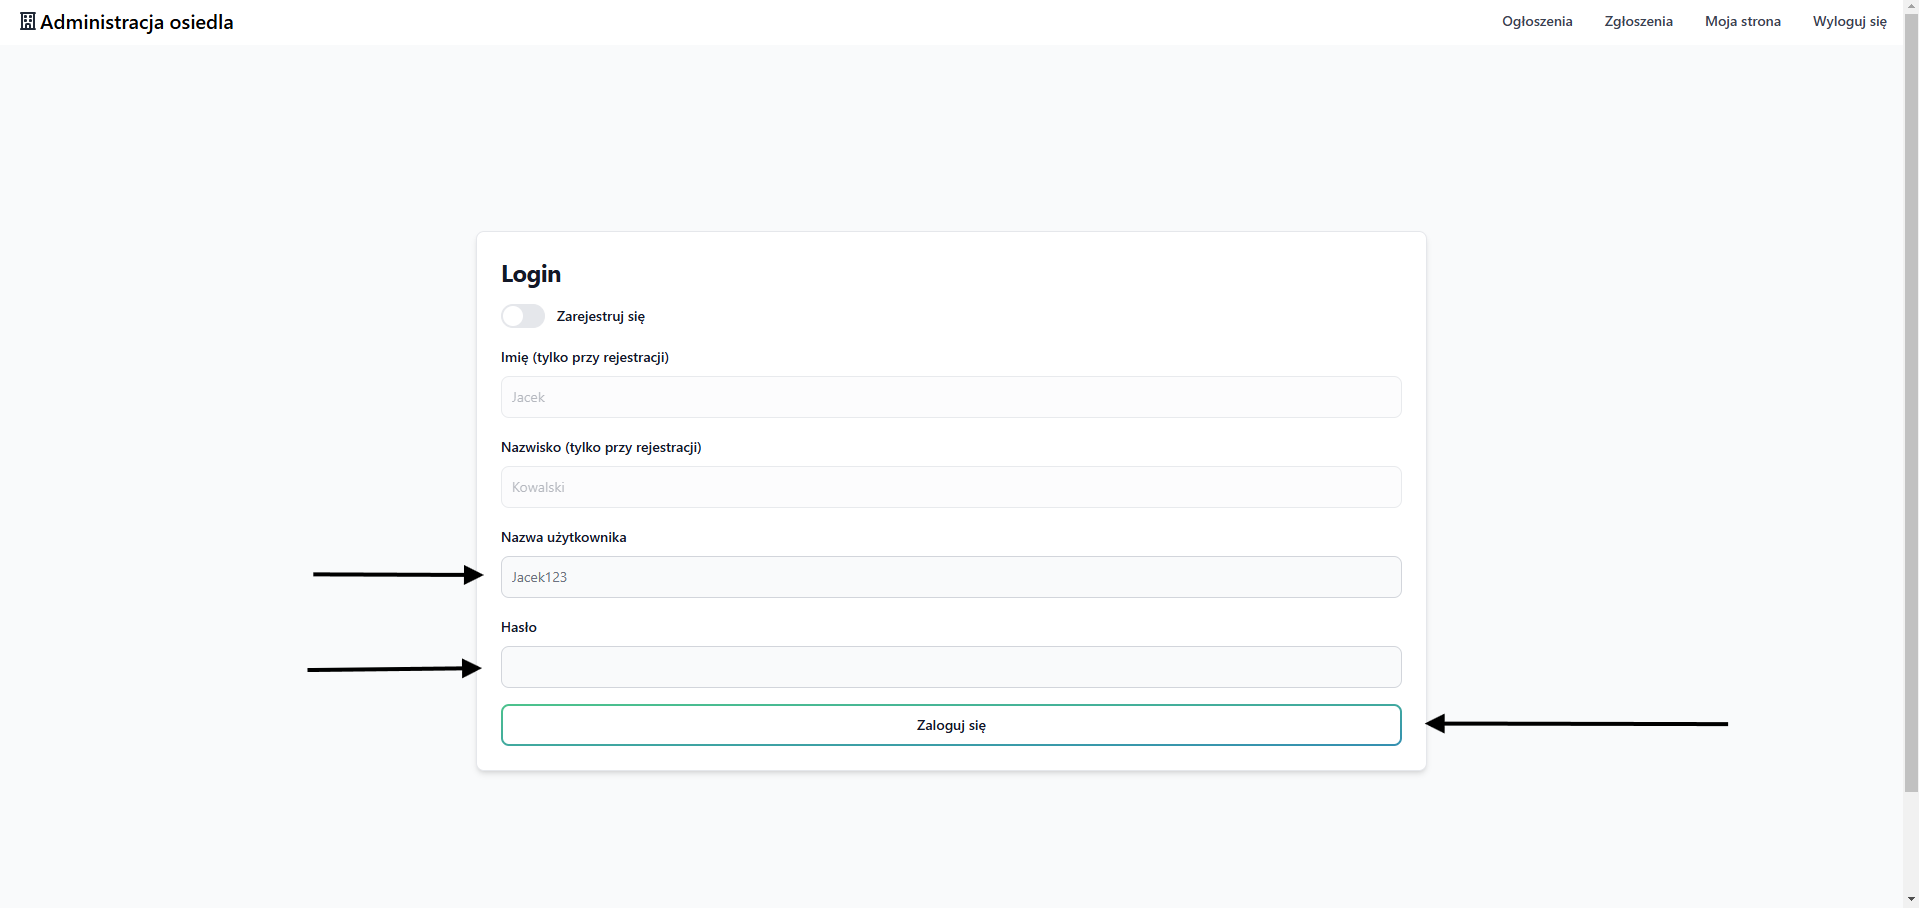 Administracja osiedla
Ogłoszenia Zgłoszenia Moja strona Wyloguj się
Login
Zarejestruj się
Imię (tylko przy rejestracji)
Jacek
Nazwisko (tylko przy rejestracji)
Kowalski
Nazwa użytkownika
Jacek123
Hasło
Zaloguj się